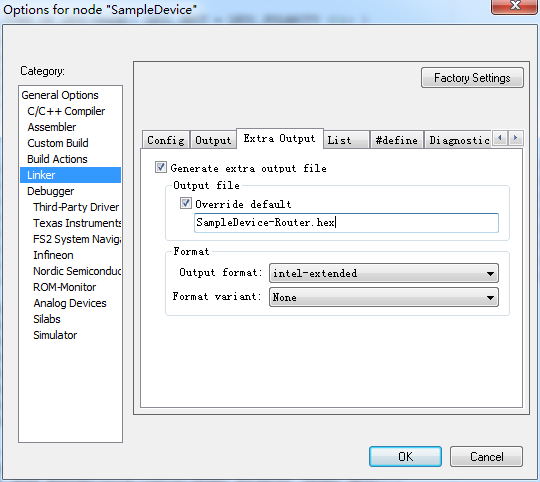 Options for node "SampleDevice"
Category:
Factory Settings
General Options
C/C++ Compiler
Assembler
Custom Build
Build Actions
Linker
Debugger
Third-Party Driver
Texas Instruments
FS2 System Naviga
Infineon
Nordic Semiconduc
ROM-Monitor
Analog Devices
Silabs
Simulator
Config Output Extra Output List #define Diagnostic
Generate extra output file
Output file
Override default
SampleDevice-Router.hex
Format
Output format: intel-extended
Format variant: None
OK Cancel